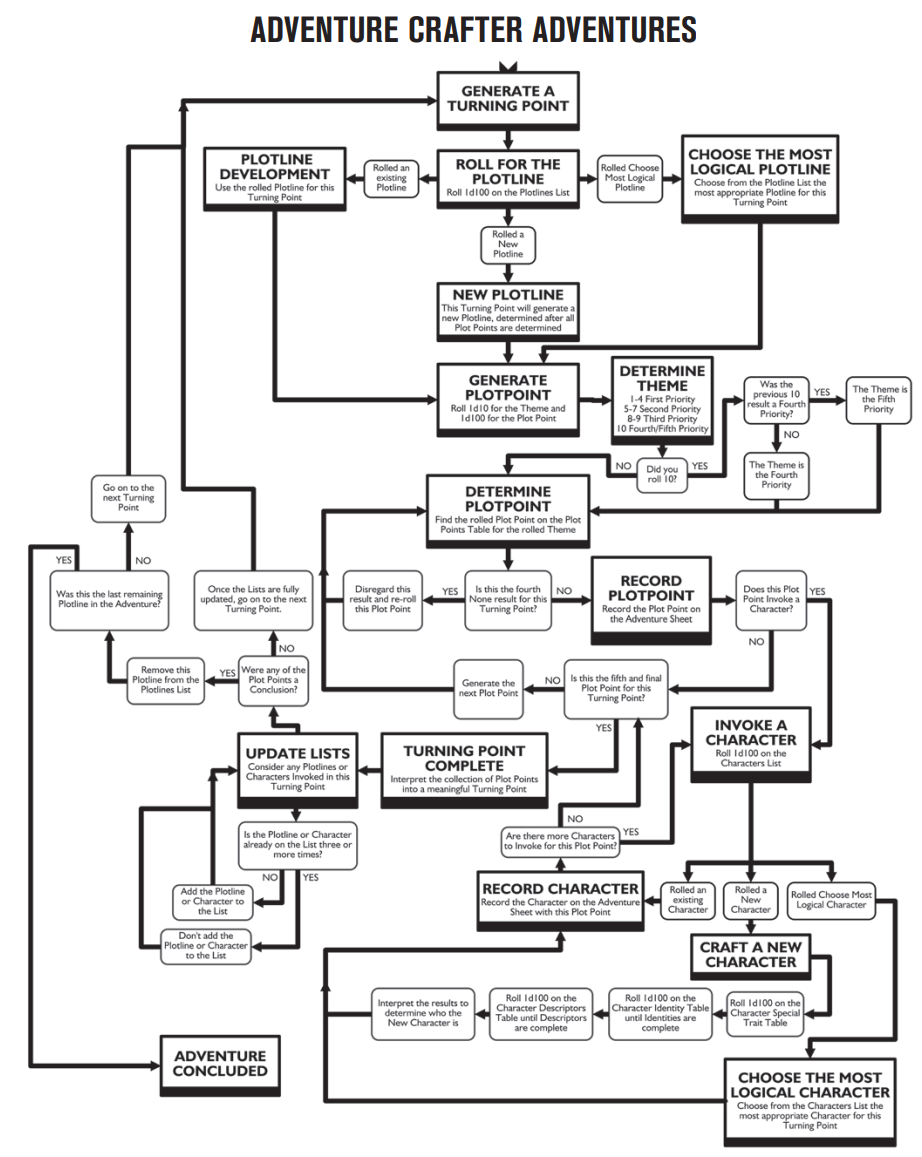 ADVENTURE CRAFTER ADVENTURES
GENERATE A
TURNING POINT
PLOTLINE
DEVELOPMENT
Use the rolled Plotline for this
Turning Point
Rolled an
existing
Plotline
ROLL FOR THE
PLOTLINE
Roll 1d100 on the Plotlines List
Rolled Choose
Most Logical
Plotline
CHOOSE THE MOST
LOGICAL PLOTLINE
Choose from the Plotline List the
most appropriate Plotline for this
Turning Point
Rolled a
New
Plotline
NEW PLOTLINE
This Turning Point will generate a
new Plotline, determined after all
Plot Points are determined
GENERATE
PLOTPOINT
Roll 1d10 for the Theme and
1d100 for the Plot Point
DETERMINE
THEME
1-4 First Priority
5-7 Second Priority
8-9 Third Priority
10 Fourth/Fifth Priority
Was the
previous 10
result a Fourth
Priority?
YES
The Theme is
the Fifth
Priority
NO
The Theme is
the Fourth
Priority
NO
Did you
roll 10?
YES
DETERMINE
PLOTPOINT
Find the rolled Plot Point on the Plot
Points Table for the rolled Theme
Go on to the
next Turning
Point
YES
NO
Was this the last remaining
Plotline in the Adventure?
Once the Lists are fully
updated, go on to the next
Turning Point.
Disregard this
result and re-roll
this Plot Point
YES
Is this the fourth
None result for this
Turning Point?
NO
RECORD
PLOTPOINT
Record the Plot Point on
the Adventure Sheet
Does this Plot
Point Invoke a
Character?
YES
NO
NO
Remove this
Plotline from the
Plotlines List
YES
Were any of the
Plot Points a
Conclusion?
Generate the
next Plot Point
NO
Is this the fifth and final
Plot Point for this
Turning Point?
YES
INVOKE A
CHARACTER
Roll 1d100 on the
Characters List
UPDATE LISTS
Consider any Plotlines or
Characters Invoked in this
Turning Point
TURNING POINT
COMPLETE
Interpret the collection of Plot Points
into a meaningful Turning Point
Is the Plotline or Character
already on the List three or
more times?
NO
YES
NO
Are there more Characters
to Invoke for this Plot Point?
YES
Add the Plotline
or Character to
the List
Don't add the
Plotline or Character
to the List
RECORD CHARACTER
Record the Character on the Adventure
Sheet with this Plot Point
Rolled an
existing
Character
Rolled a
New
Character
Rolled Choose Most
Logical Character
CRAFT A NEW
CHARACTER
Interpret the results to
determine who the
New Character is
Roll 1d100 on the
Character Descriptors
Table until Descriptors
are complete
Roll 1d100 on the
Character Identity Table
until Identities are
complete
Roll 1d100 on the
Character Special
Trait Table
ADVENTURE
CONCLUDED
CHOOSE THE MOST
LOGICAL CHARACTER
Choose from the Characters List the
most appropriate Character for this
Turning Point